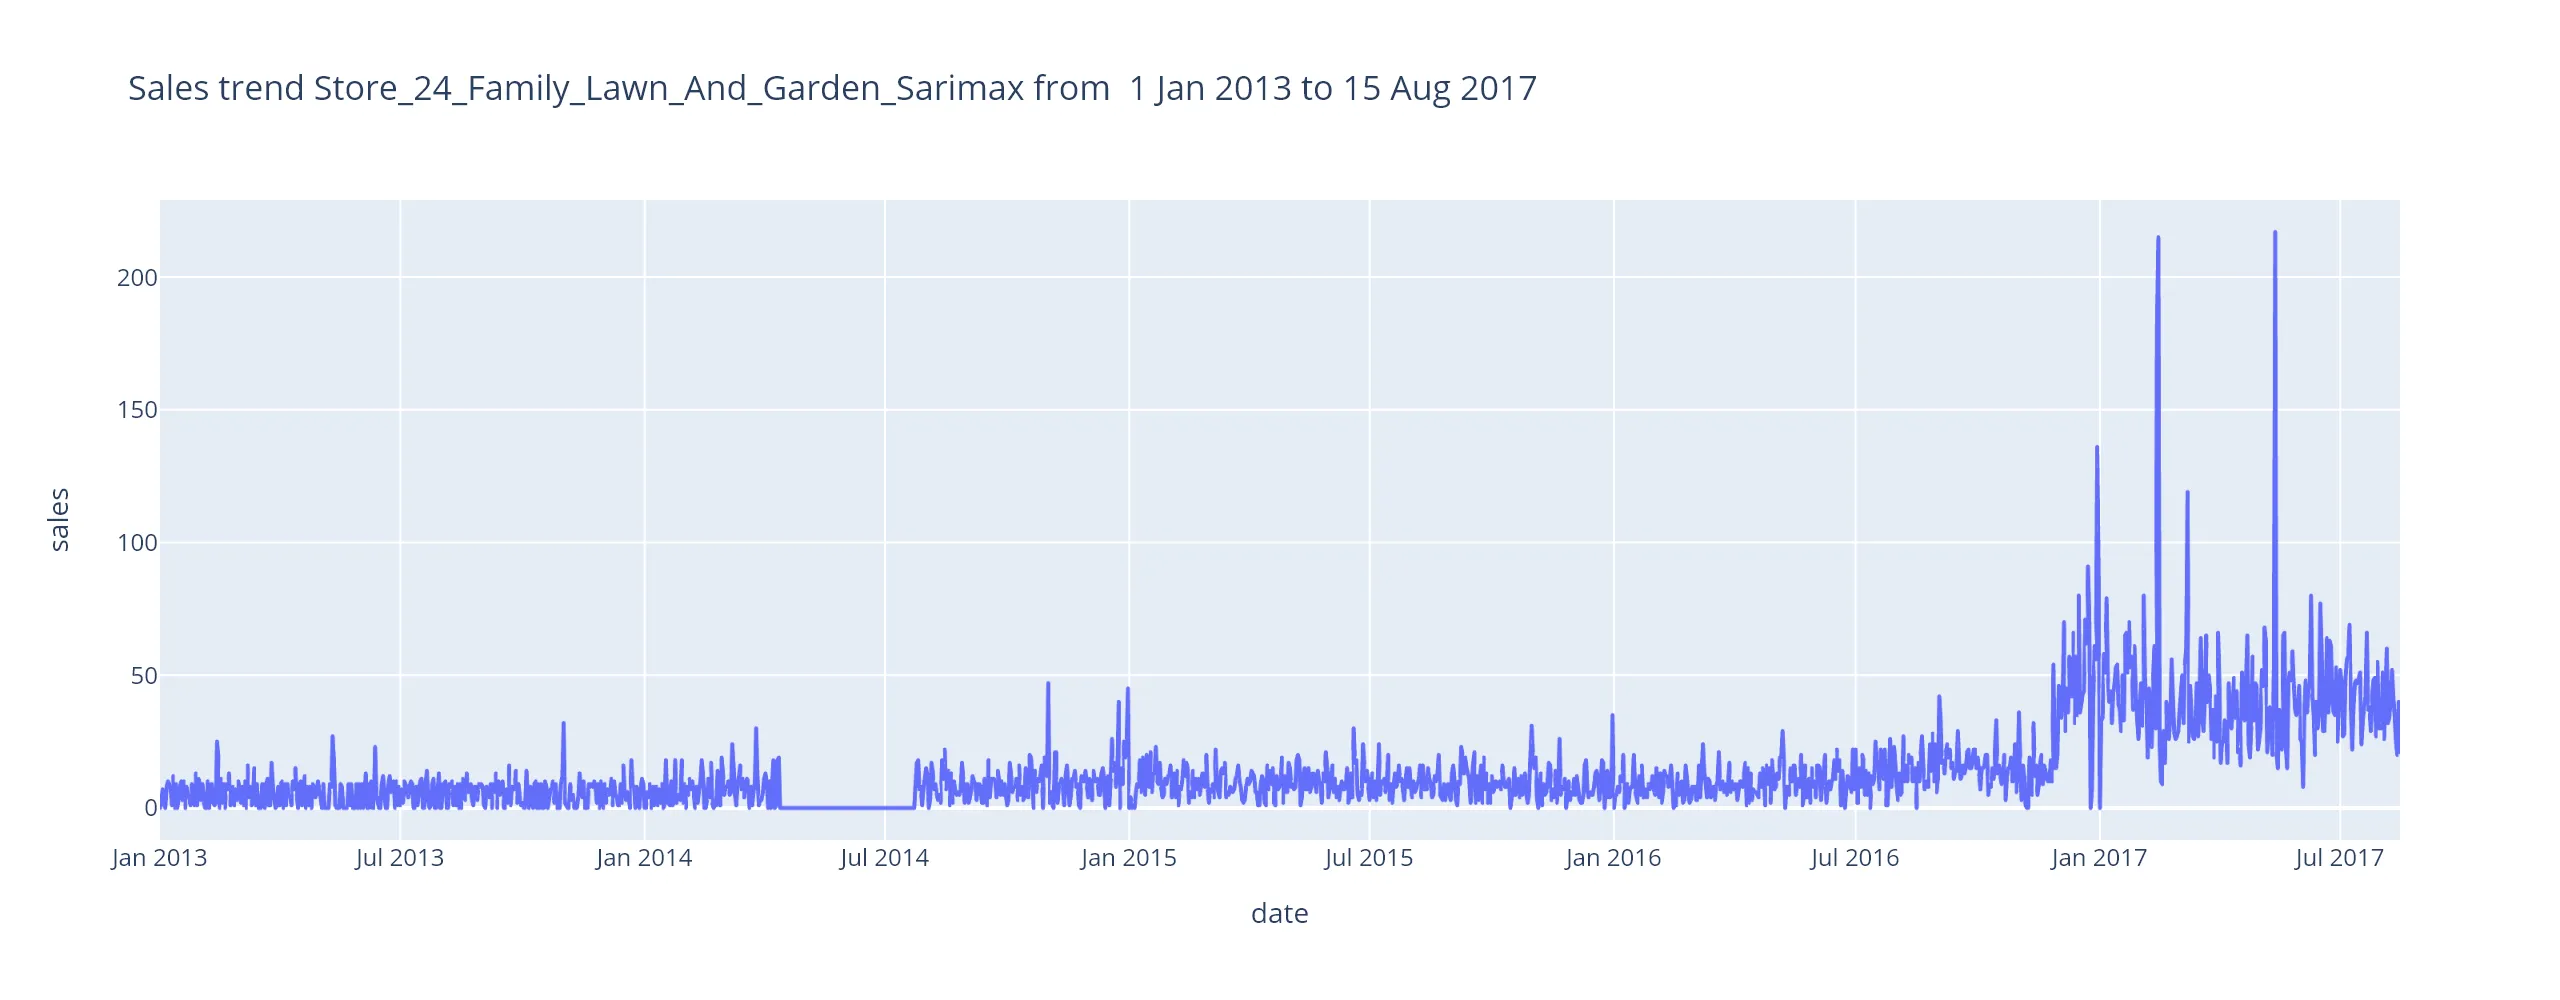 Sales trend Store_24_Family_Lawn_And_Garden_Sarimax from  1 Jan 2013 to 15 Aug 2017
200
150
100
50
0
sales
Jan 2013 Jul 2013 Jan 2014 Jul 2014 Jan 2015 Jul 2015 Jan 2016 Jul 2016 Jan 2017 Jul 2017
date